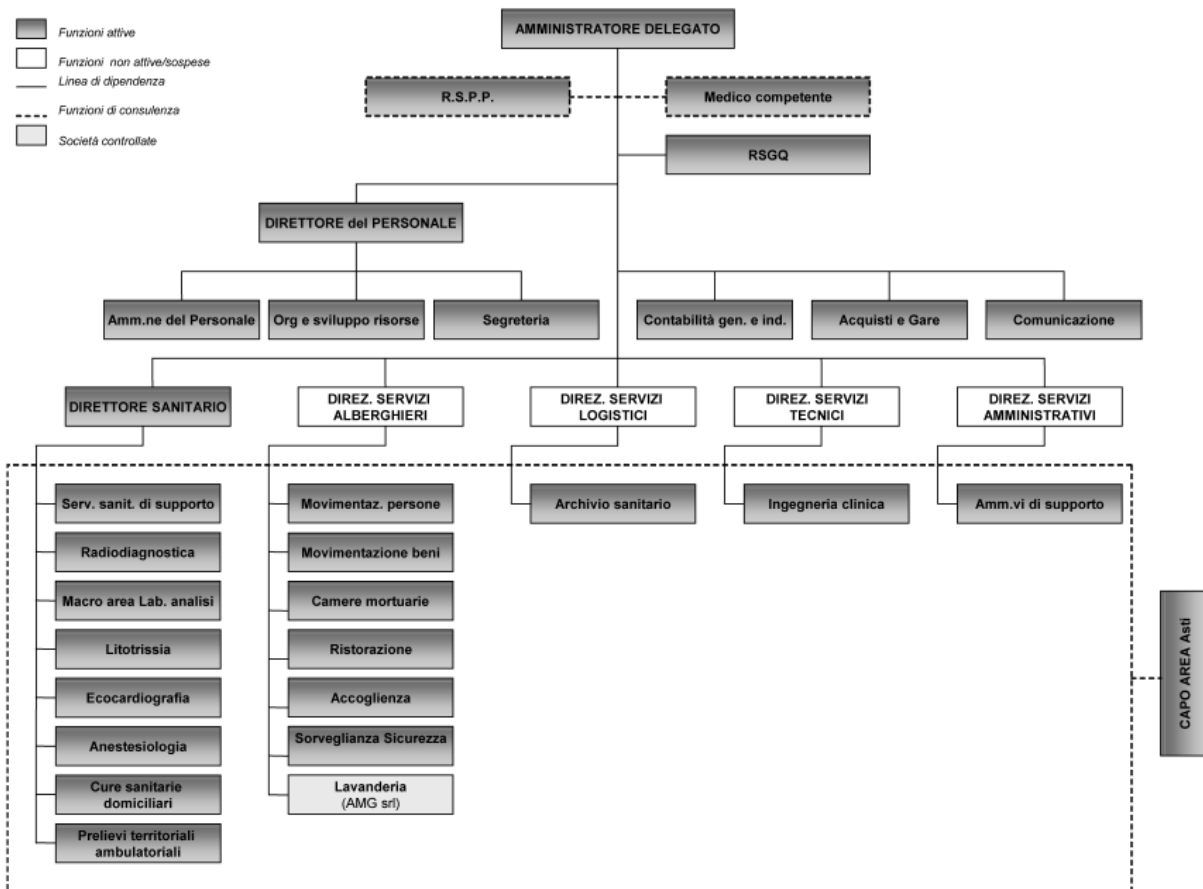 Funzioni attive
Funzioni non attive/sospese
Linea di dipendenza
Funzioni di consulenza
Società controllate
AMMINISTRATORE DELEGATO
R.S.P.P.
Medico competente
RSGQ
DIRETTORE del PERSONALE
Amm.ne del Personale
Org e sviluppo risorse
Segreteria
Contabilità gen. e ind.
Acquisti e Gare
Comunicazione
DIRETTORE SANITARIO
DIREZ. SERVIZI
ALBERGHIERI
DIREZ. SERVIZI
LOGISTICI
DIREZ. SERVIZI
TECNICI
DIREZ. SERVIZI
AMMINISTRATIVI
Serv. sanit. di supporto
Radiodiagnostica
Macro area Lab. analisi
Litotrissia
Ecocardiografia
Anestesiologia
Cure sanitarie
domiciliari
Prelievi territoriali
ambulatoriali
Movimentaz. persone
Movimentazione beni
Camere mortuarie
Ristorazione
Accoglienza
Sorveglianza Sicurezza
Lavanderia
(AMG srl)
Archivio sanitario
Ingegneria clinica
Amm.vi di supporto
CAPO AREA Asti